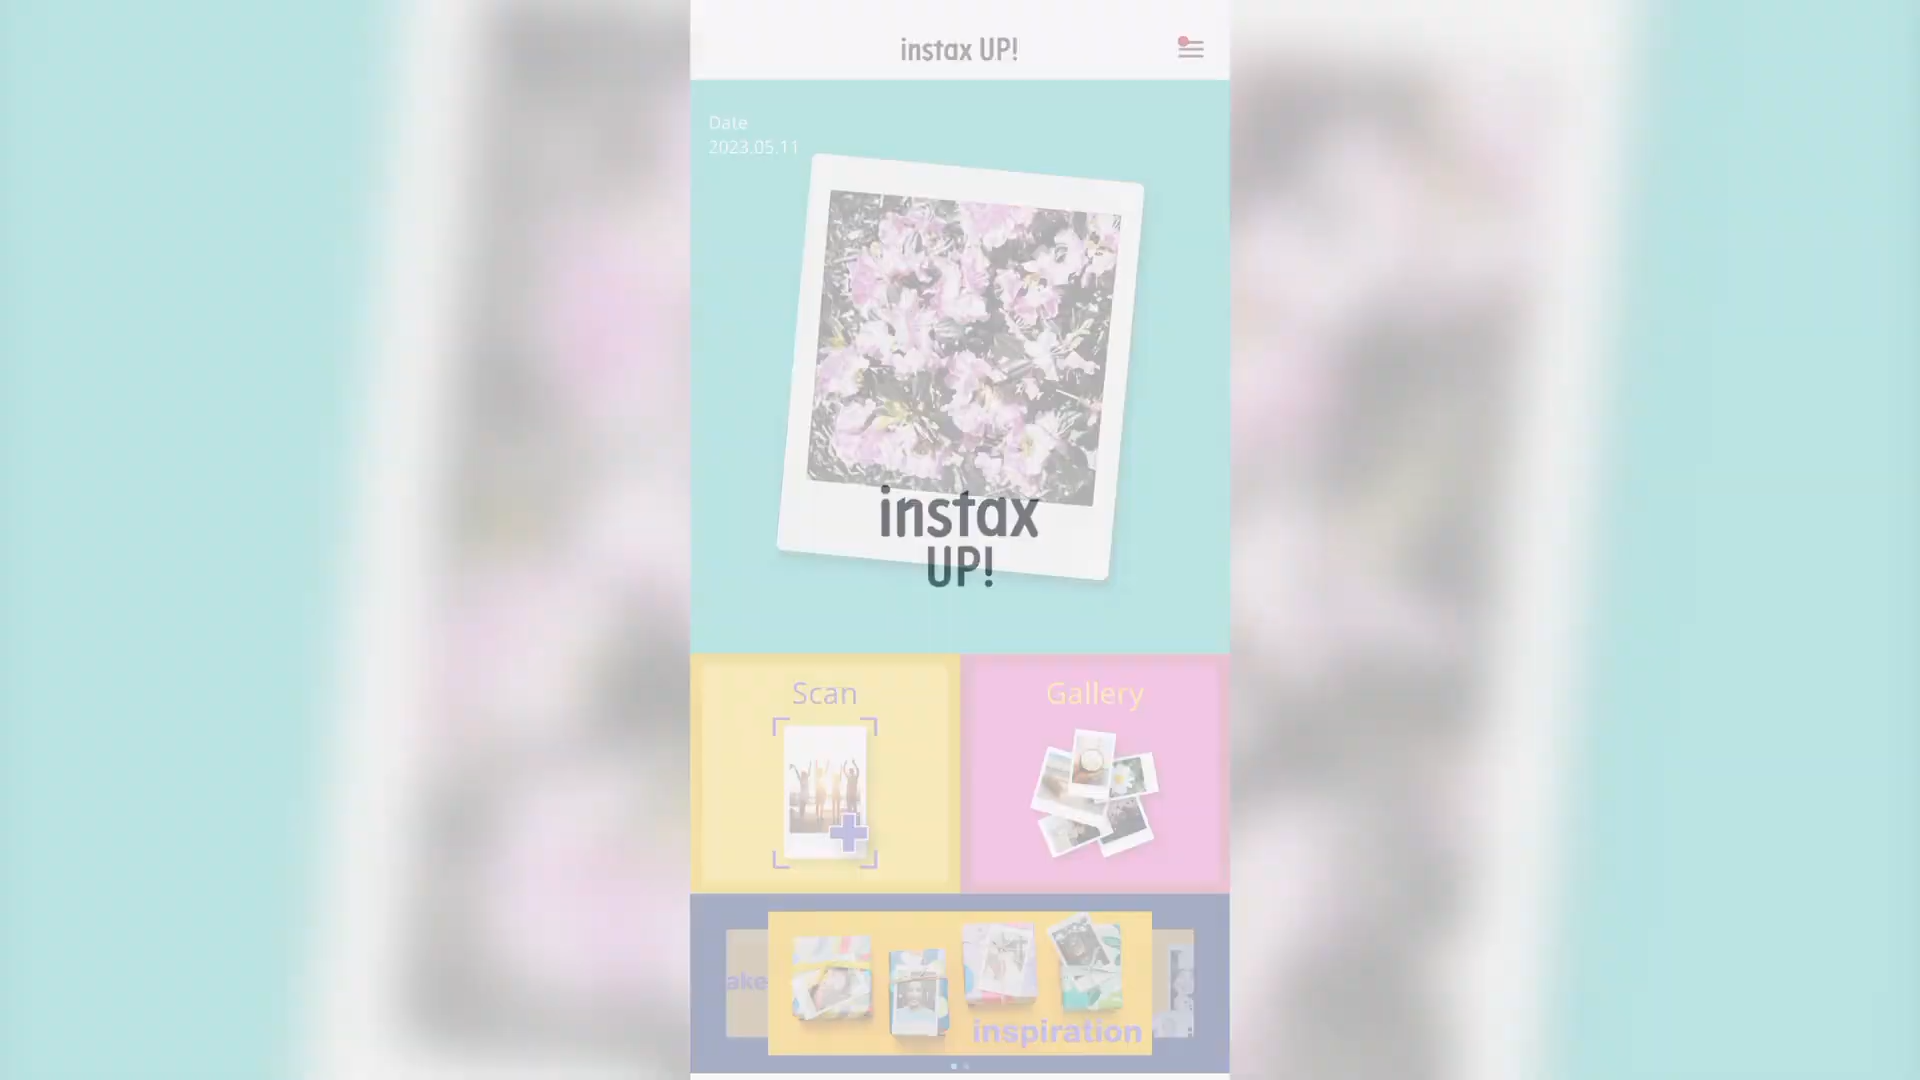 instax UP!
Date
2023.05.11
instax
UP!
Scan
Gallery
ake
inspiration